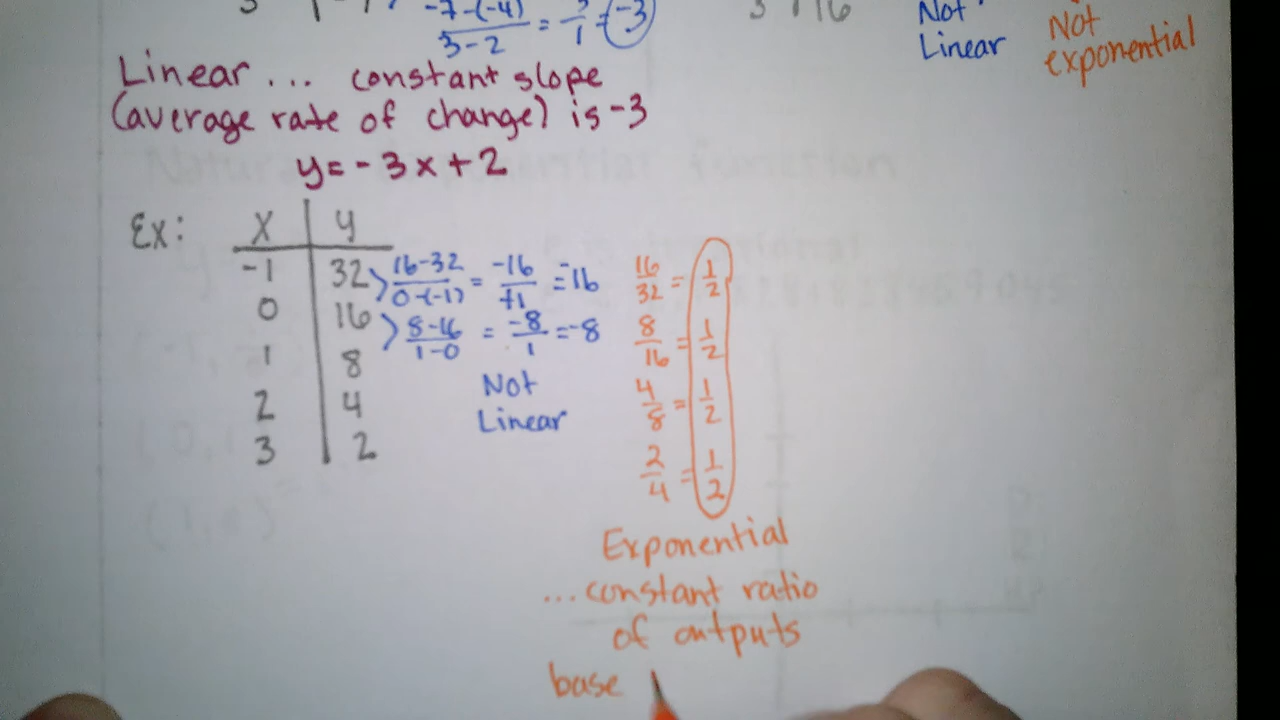 -7-(-4)
3-2
= 3/1 = -3
3 16
Not
Linear
Not
exponential
Linear ... constant slope
(average rate of change) is -3
y = -3x+2
Ex:
x y
-1 32
0 16
1 8
2 4
3 2
16-32/0-(-1) = -16/+1 = -16
8-16/1-0 = -8/1 = -8
Not
Linear
16/32 = 1/2
8/16 = 1/2
4/8 = 1/2
2/4 = 1/2
Exponential
...constant ratio
of outputs
base